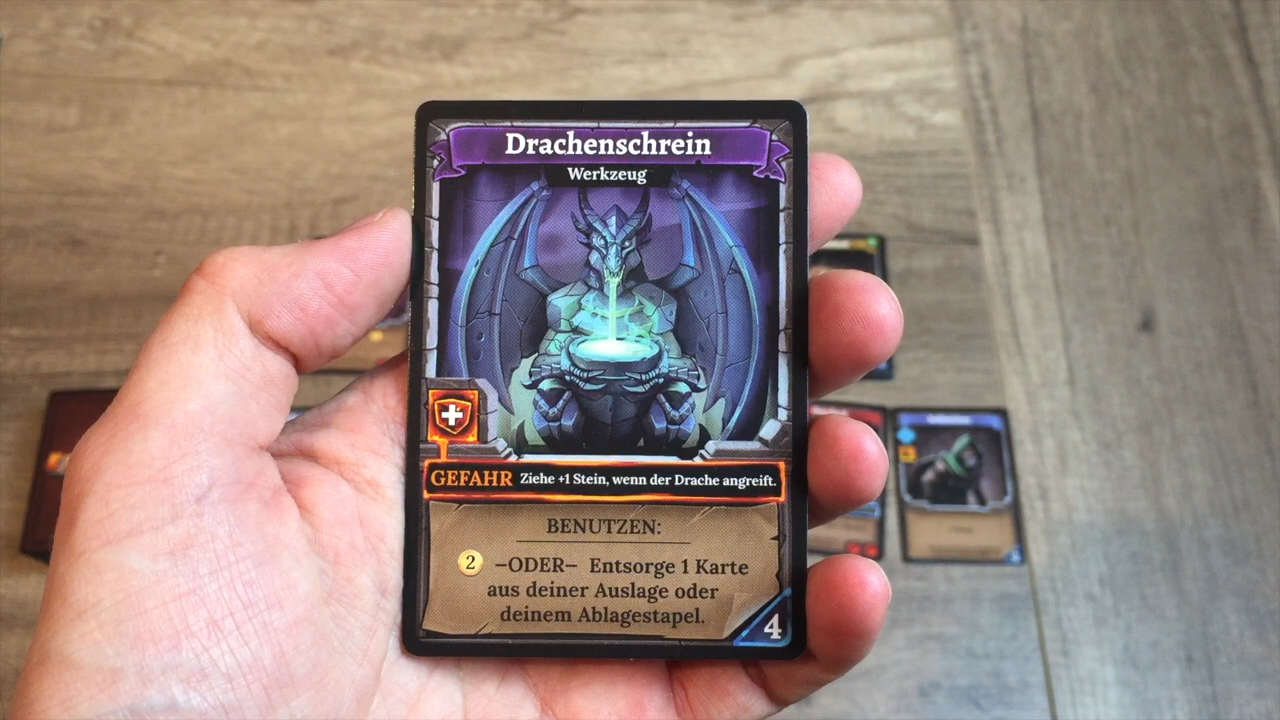 Drachenschrein
Werkzeug
GEFAHR Ziehe +1 Stein, wenn der Drache angreift.
BENUTZEN:
2 –ODER– Entsorge 1 Karte
aus deiner Auslage oder
deinem Ablagestapel.
4